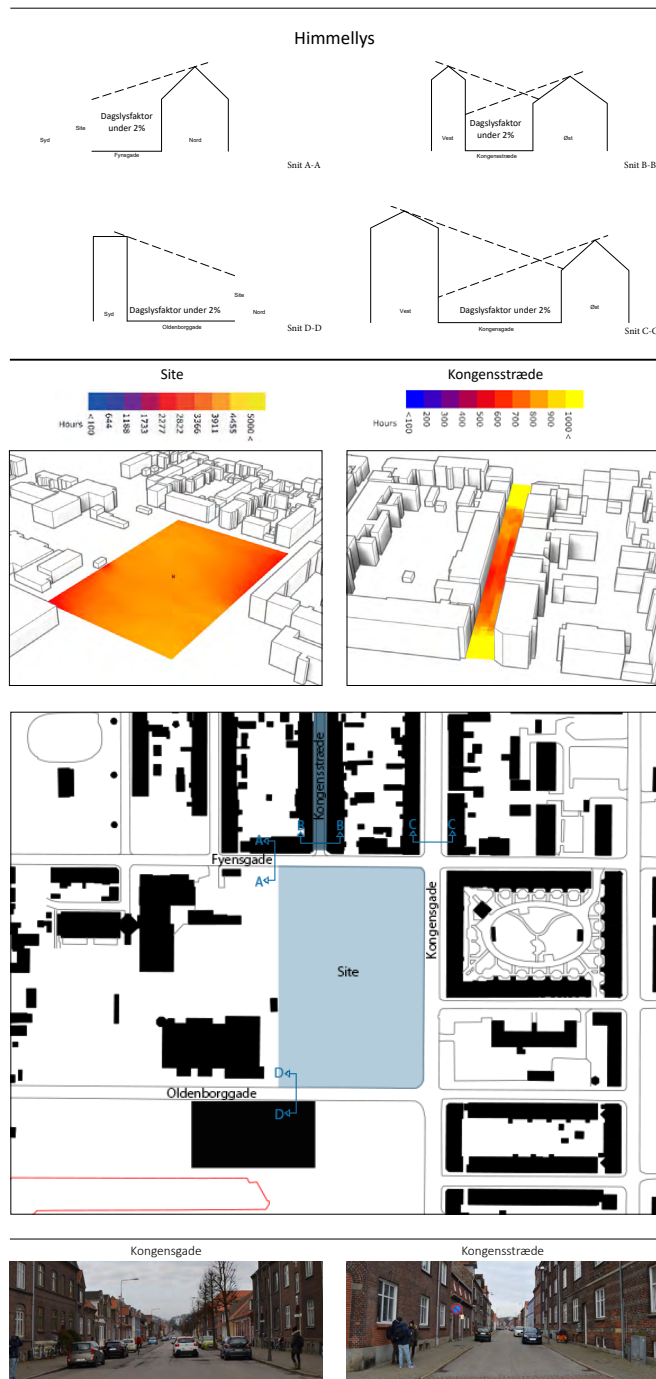 Himmellys
Dagslysfaktor
under 2%
Site
Syd
Nord
Fynsgade
Snit A-A
Dagslysfaktor
under 2%
Vest
Øst
Kongensstræde
Snit B-B
Site
Syd
Dagslysfaktor under 2%
Nord
Oldenborggade
Snit D-D
Vest
Dagslysfaktor under 2%
Øst
Kongensgade
Snit C-C
Site
Hours
<100
644
1188
1733
2277
2822
3366
3911
4455
5000 <
Kongensstræde
Hours
<100
200
300
400
500
600
700
800
900
1000 <
Kongensstræde
B
B
C
C
A
Fyensgade
A
Kongensgade
Site
D
Oldenborggade
D
Kongensgade
Kongensstræde